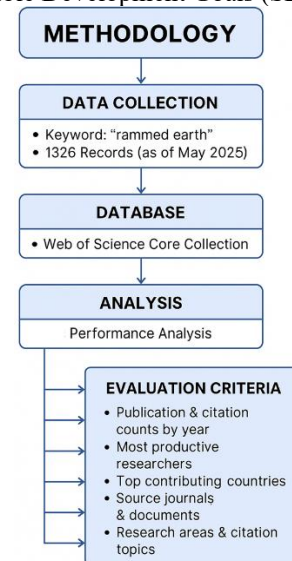 METHODOLOGY
DATA COLLECTION
• Keyword: “rammed earth”
• 1326 Records (as of May 2025)
DATABASE
• Web of Science Core Collection
ANALYSIS
Performance Analysis
EVALUATION CRITERIA
• Publication & citation
counts by year
• Most productive
researchers
• Top contributing countries
• Source journals
& documents
• Research areas & citation
topics